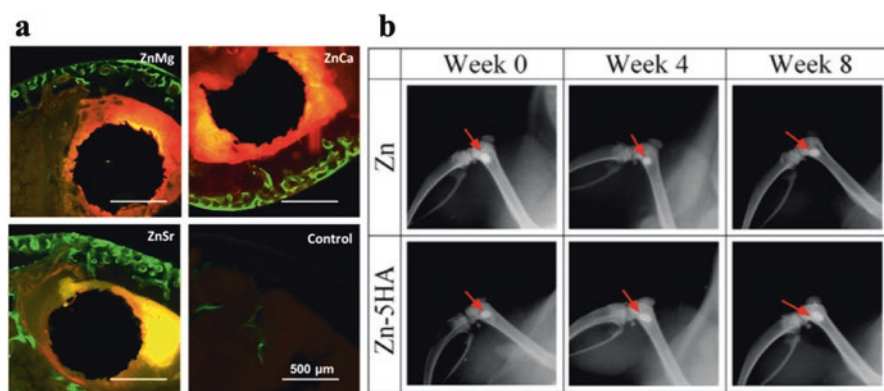 a
ZnMg
ZnCa
ZnSr
Control
500 µm
b
Week 0 Week 4 Week 8
Zn
Zn-5HA